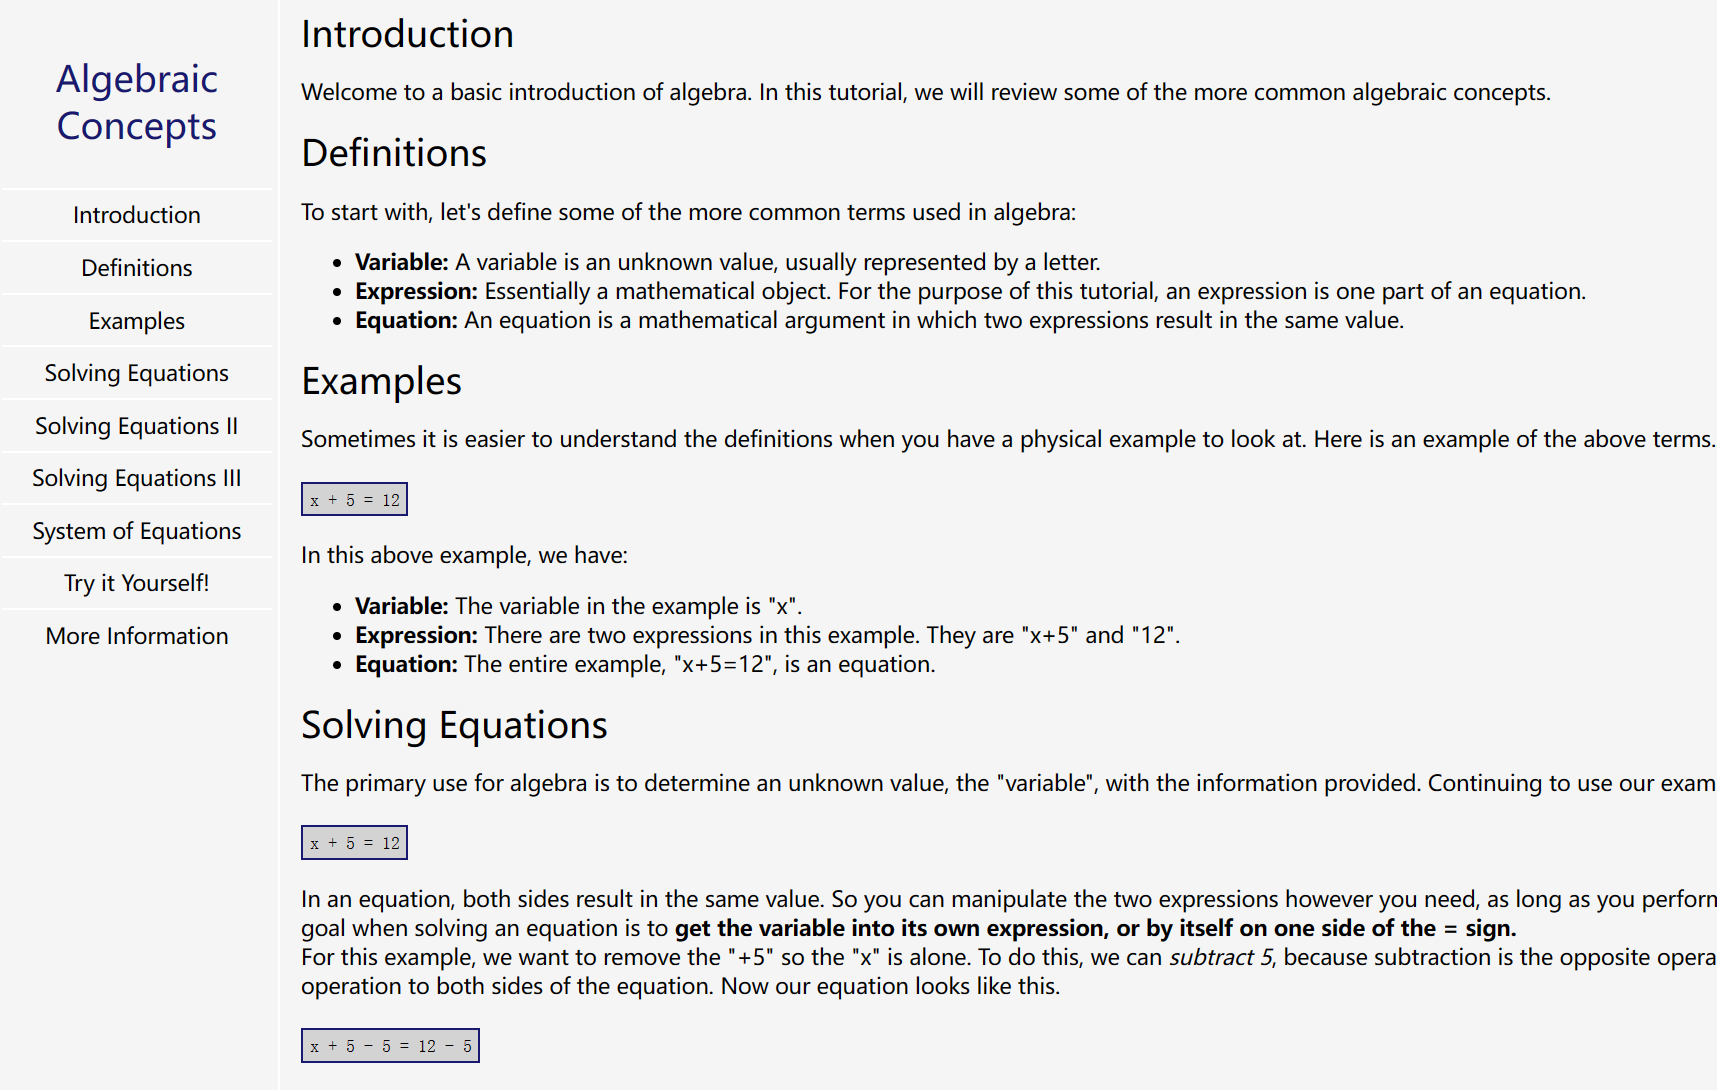 Algebraic
Concepts
Introduction
Definitions
Examples
Solving Equations
Solving Equations II
Solving Equations III
System of Equations
Try it Yourself!
More Information
Introduction
Welcome to a basic introduction of algebra. In this tutorial, we will review some of the more common algebraic concepts.
Definitions
To start with, let's define some of the more common terms used in algebra:
• Variable: A variable is an unknown value, usually represented by a letter.
• Expression: Essentially a mathematical object. For the purpose of this tutorial, an expression is one part of an equation.
• Equation: An equation is a mathematical argument in which two expressions result in the same value.
Examples
Sometimes it is easier to understand the definitions when you have a physical example to look at. Here is an example of the above terms.
x + 5 = 12
In this above example, we have:
• Variable: The variable in the example is "x".
• Expression: There are two expressions in this example. They are "x+5" and "12".
• Equation: The entire example, "x+5=12", is an equation.
Solving Equations
The primary use for algebra is to determine an unknown value, the "variable", with the information provided. Continuing to use our exam
x + 5 = 12
In an equation, both sides result in the same value. So you can manipulate the two expressions however you need, as long as you perform
goal when solving an equation is to get the variable into its own expression, or by itself on one side of the = sign.
For this example, we want to remove the "+5" so the "x" is alone. To do this, we can subtract 5, because subtraction is the opposite opera
operation to both sides of the equation. Now our equation looks like this.
x + 5 - 5 = 12 - 5